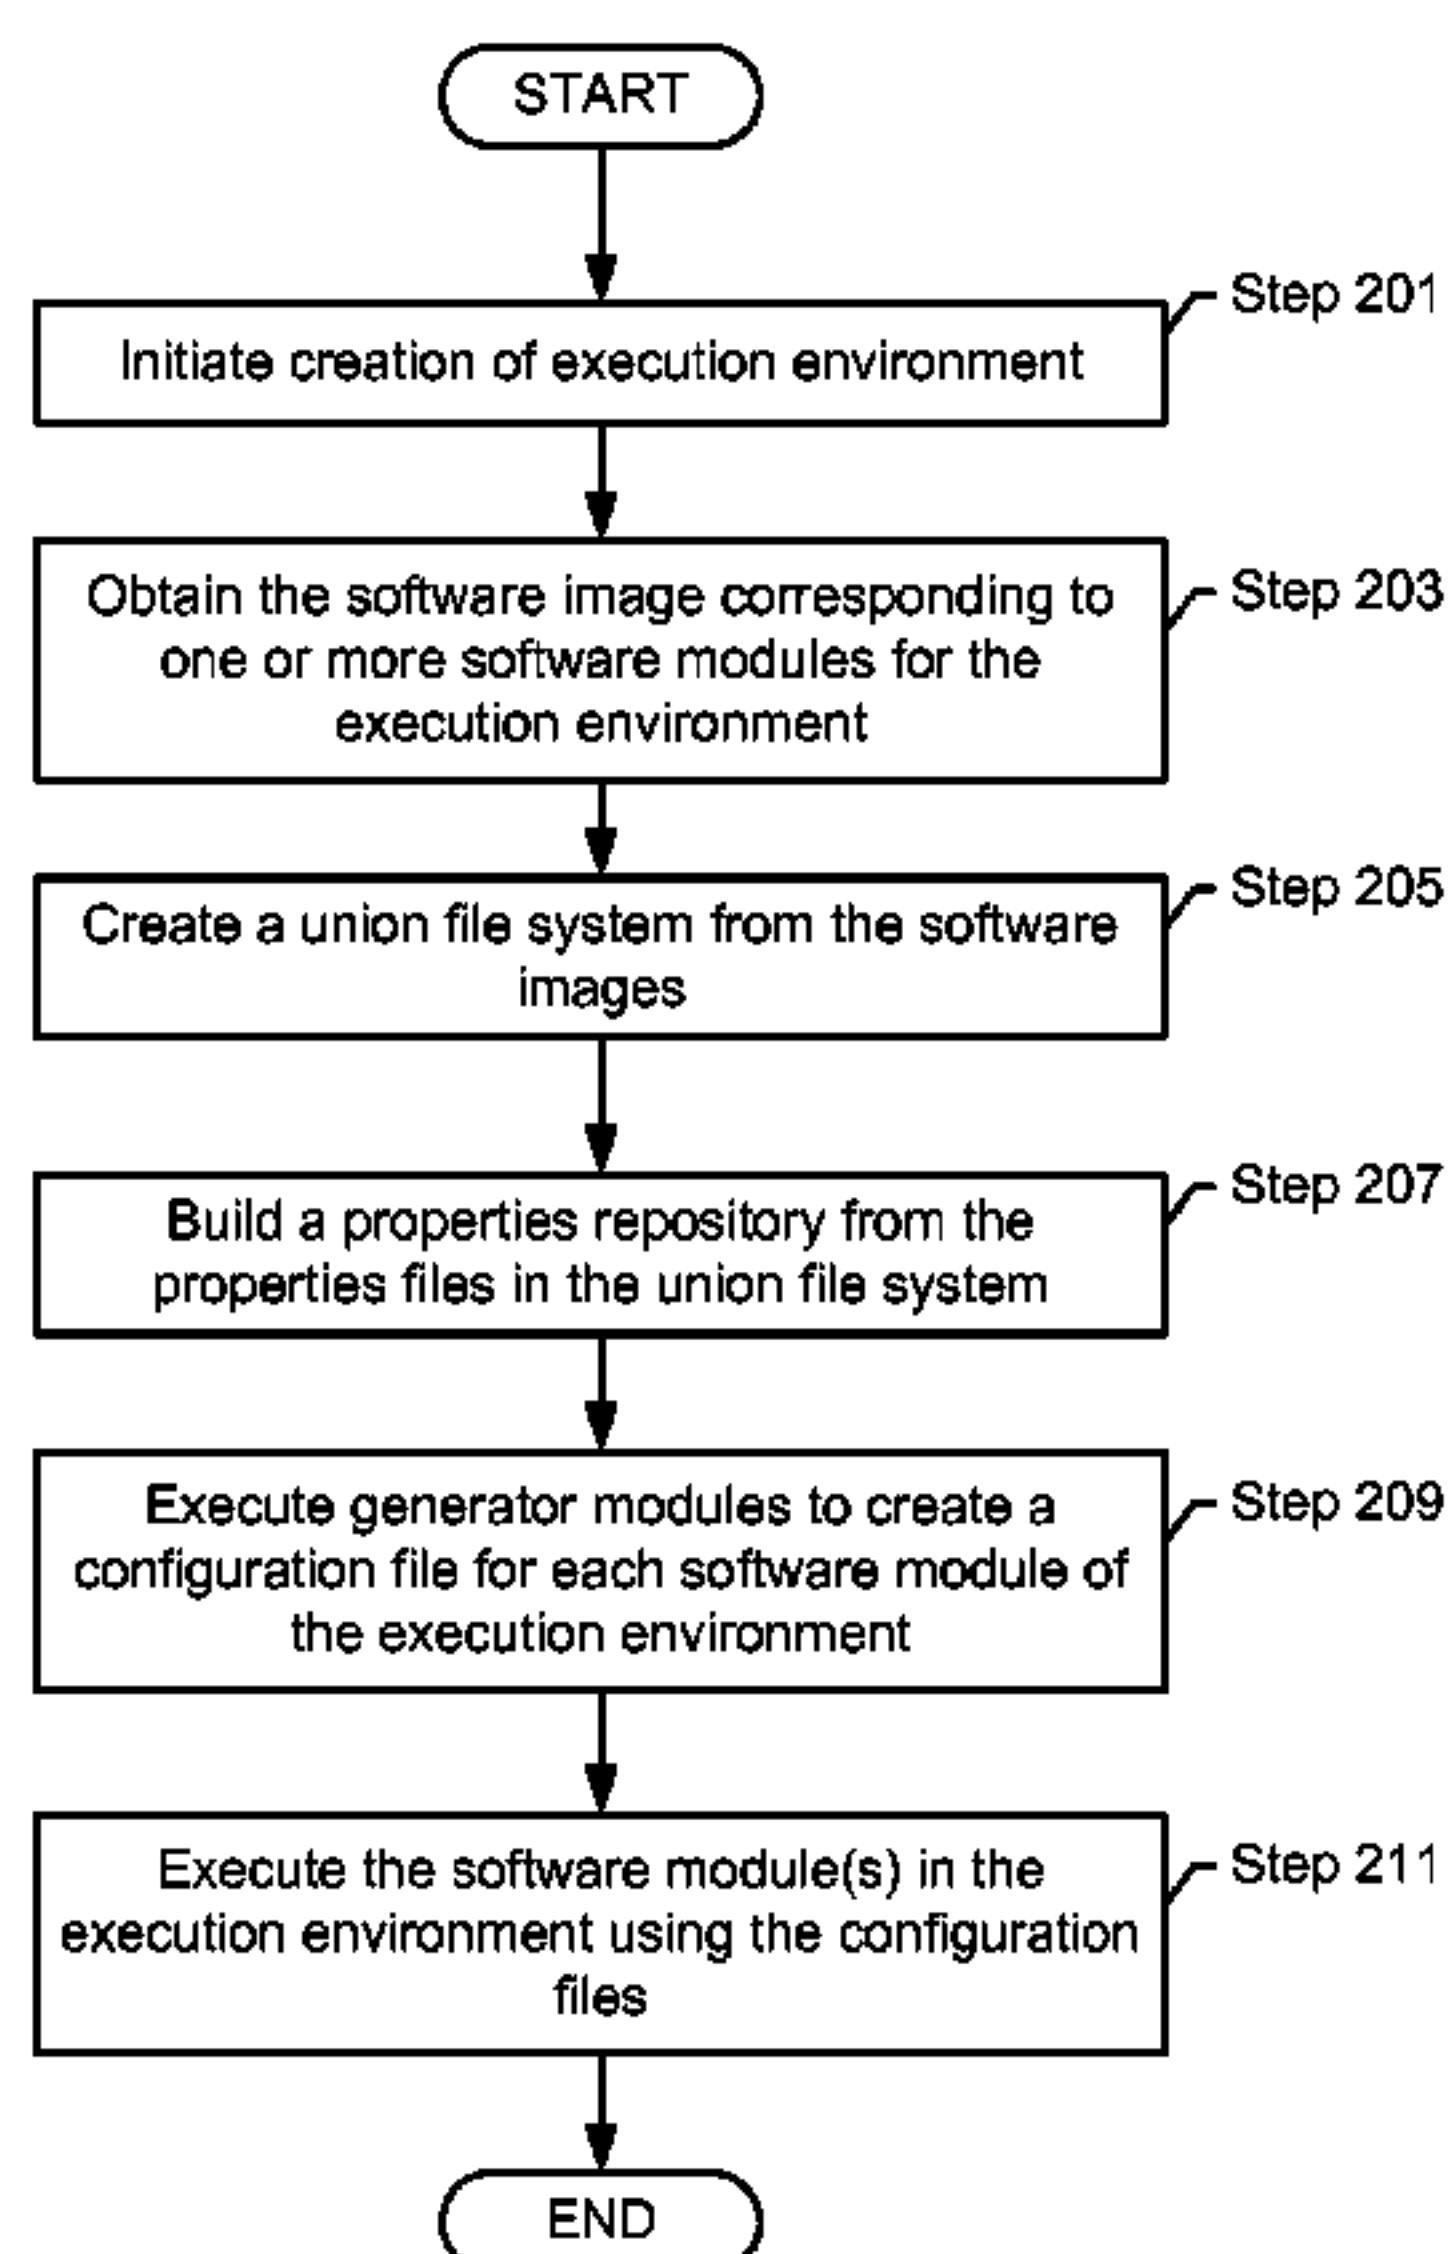 START
Step 201
Initiate creation of execution environment
Step 203
Obtain the software image corresponding to
one or more software modules for the
execution environment
Step 205
Create a union file system from the software
images
Step 207
Build a properties repository from the
properties files in the union file system
Step 209
Execute generator modules to create a
configuration file for each software module of
the execution environment
Step 211
Execute the software module(s) in the
execution environment using the configuration
files
END